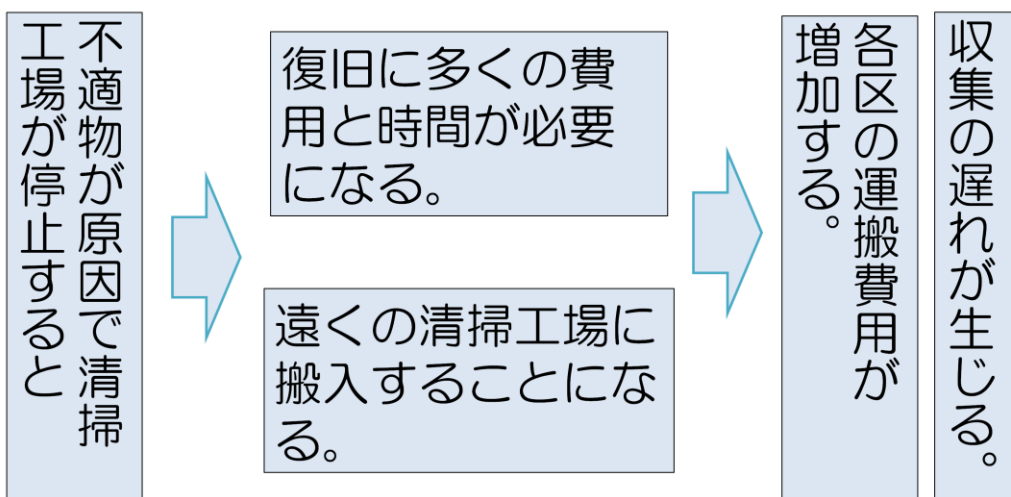 不適物が原因で清掃
工場が停止すると
復旧に多くの費
用と時間が必要
になる。
遠くの清掃工場に
搬入することにな
る。
各区の運搬費用が
増加する。
収集の遅れが生じる。